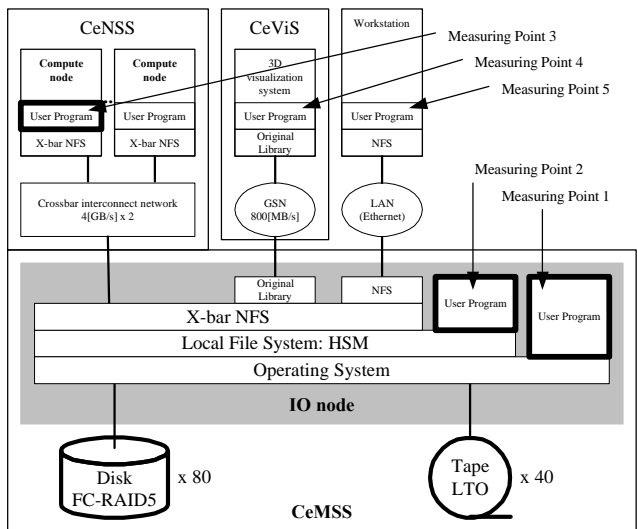 CeNSS
CeViS
Workstation
Measuring Point 3
Compute
node
Compute
node
3D
visualization
system
Measuring Point 4
..
User Program
User Program
User Program
User Program
Measuring Point 5
X-bar NFS
X-bar NFS
Original
Library
NFS
Measuring Point 2
Crossbar interconnect network
4[GB/s] x 2
GSN
800[MB/s]
LAN
(Ethernet)
Measuring Point 1
Original
Library
NFS
User Program
User Program
X-bar NFS
Local File System: HSM
Operating System
IO node
Disk
FC-RAID5
x 80
Tape
LTO
x 40
CeMSS